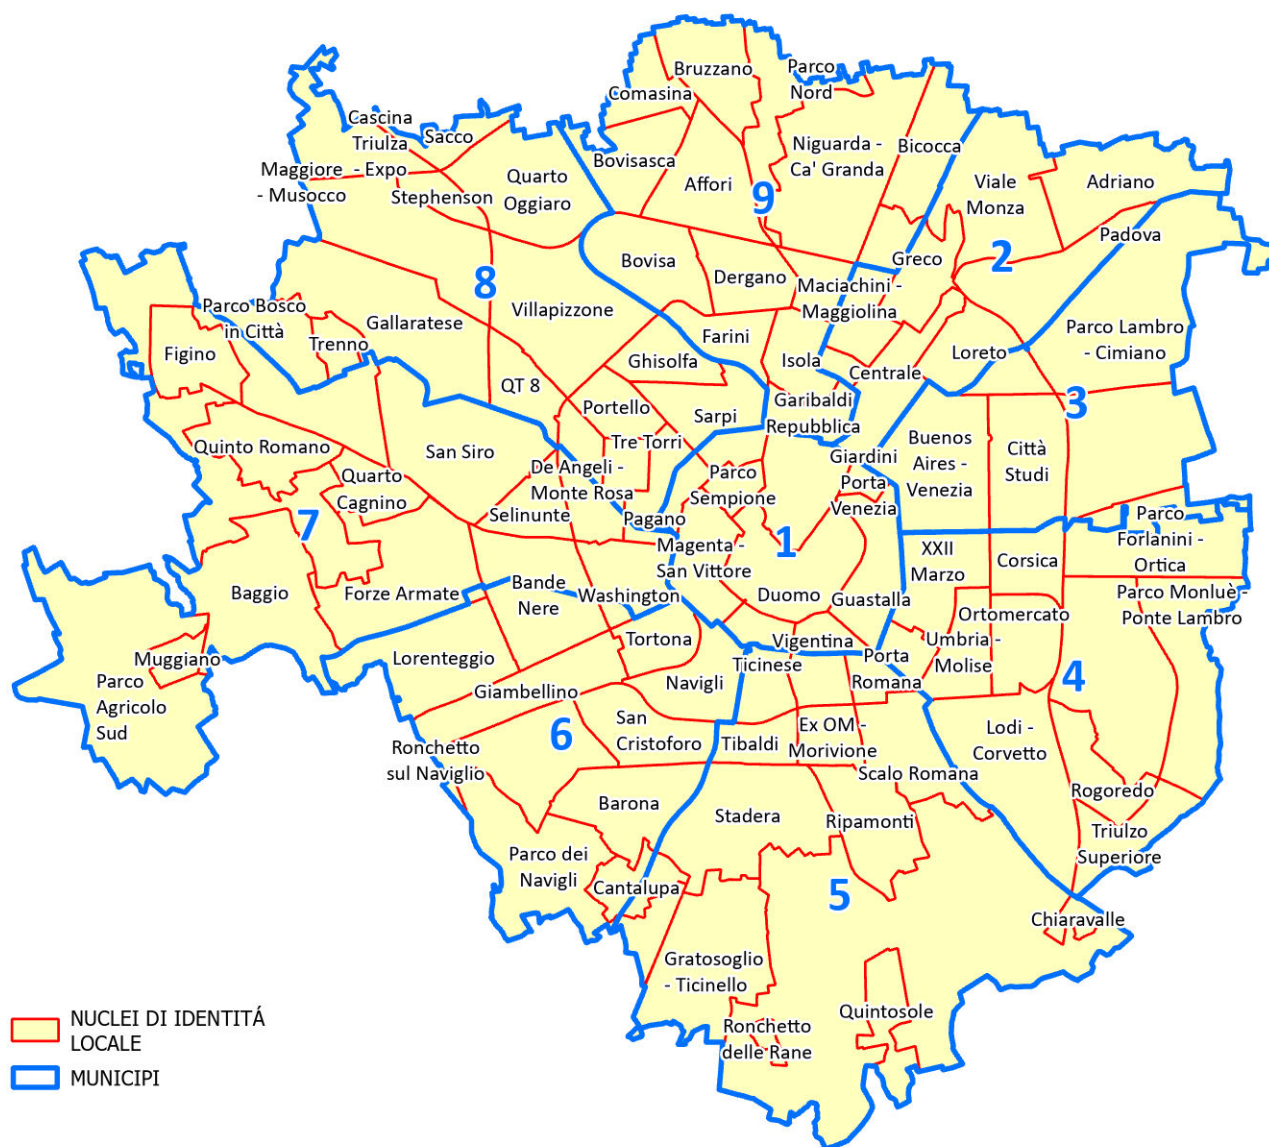 Bruzzano
Parco
Nord
Comasina
Cascina
Triulza
- Expo
Sacco
Maggiore
- Musocco
Stephenson
Quarto
Oggiaro
Bovisasca
Affori
9
Niguarda -
Ca' Granda
Bicocca
Viale
Monza
Adriano
Padova
2
Greco
Bovisa
Dergano
Maciachini -
Maggiolina
8
Villapizzone
Parco Bosco
in Città
Gallaratese
Trenno
Figino
Farini
Isola
Ghisolfa
Centrale
Loreto
Parco Lambro
- Cimiano
3
QT 8
Portello
Sarpi
Garibaldi
Repubblica
Tre Torri
San Siro
Quinto Romano
Quarto
Cagnino
De Angeli -
Monte Rosa
Selinunte
Pagano
Parco
Sempione
Giardini
Porta
Venezia
Buenos
Aires -
Venezia
Città
Studi
7
1
Magenta -
San Vittore
XXII
Marzo
Corsica
Parco
Forlanini -
Ortica
Baggio
Forze Armate
Bande
Nere
Washington
Duomo
Guastalla
Ortomercato
Parco Monluè -
Ponte Lambro
Muggiano
Parco
Agricolo
Sud
Lorenteggio
Tortona
Vigentina
Ticinese
Porta
Romana
Umbria -
Molise
4
Giambellino
Navigli
San
Cristoforo
Tibaldi
Ex OM -
Morivione
Lodi -
Corvetto
6
Ronchetto
sul Naviglio
Scalo Romana
Rogoredo
Barona
Stadera
Ripamonti
Triulzo
Superiore
Parco dei
Navigli
Cantalupa
5
Chiaravalle
Gratosoglio
- Ticinello
Quintosole
Ronchetto
delle Rane
NUCLEI DI IDENTITÁ
LOCALE
MUNICIPI